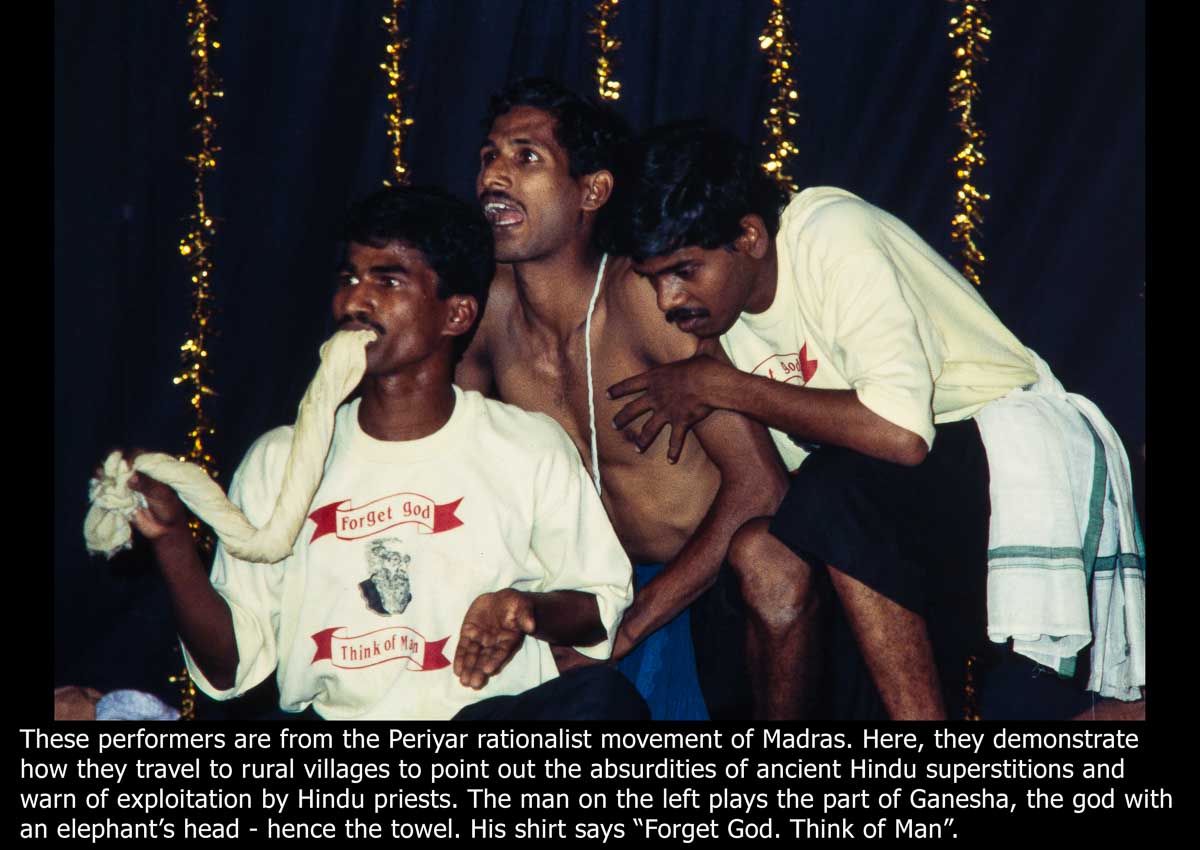 Forget god
Think of Man
t god
These performers are from the Periyar rationalist movement of Madras. Here, they demonstrate
how they travel to rural villages to point out the absurdities of ancient Hindu superstitions and
warn of exploitation by Hindu priests. The man on the left plays the part of Ganesha, the god with
an elephant’s head - hence the towel. His shirt says “Forget God. Think of Man”.